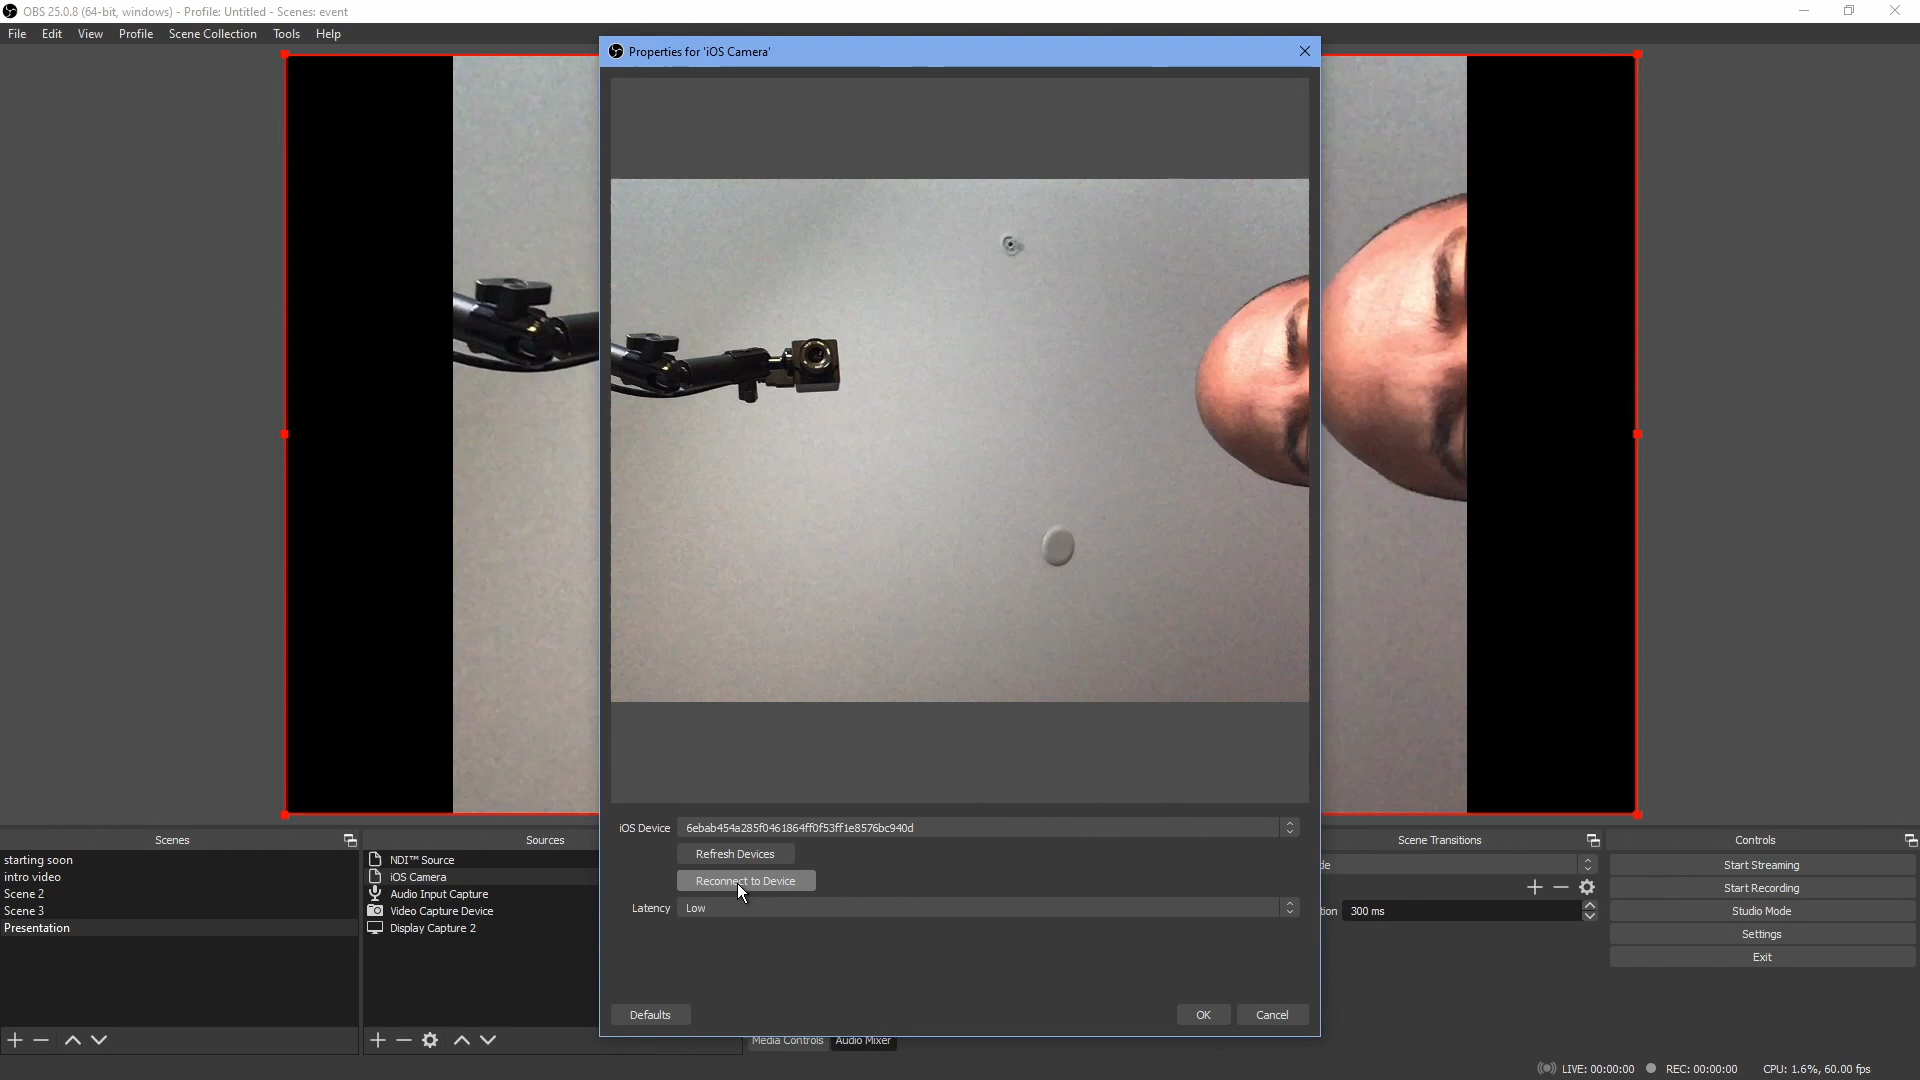 OBS 25.0.8 (64-bit, windows) - Profile: Untitled - Scenes: event
File Edit View Profile Scene Collection Tools Help
Properties for 'iOS Camera'
iOS Device 6ebab454a285f0461864ff0f53ff1e8576bc940d
Refresh Devices
Reconnect to Device
Latency Low
Defaults OK Cancel
Scenes
starting soon
intro video
Scene 2
Scene 3
Presentation
Sources
NDI™ Source
iOS Camera
Audio Input Capture
Video Capture Device
Display Capture 2
Media Controls Audio Mixer
Scene Transitions
de
tion 300 ms
Controls
Start Streaming
Start Recording
Studio Mode
Settings
Exit
LIVE: 00:00:00 REC: 00:00:00 CPU: 1.6%, 60.00 fps